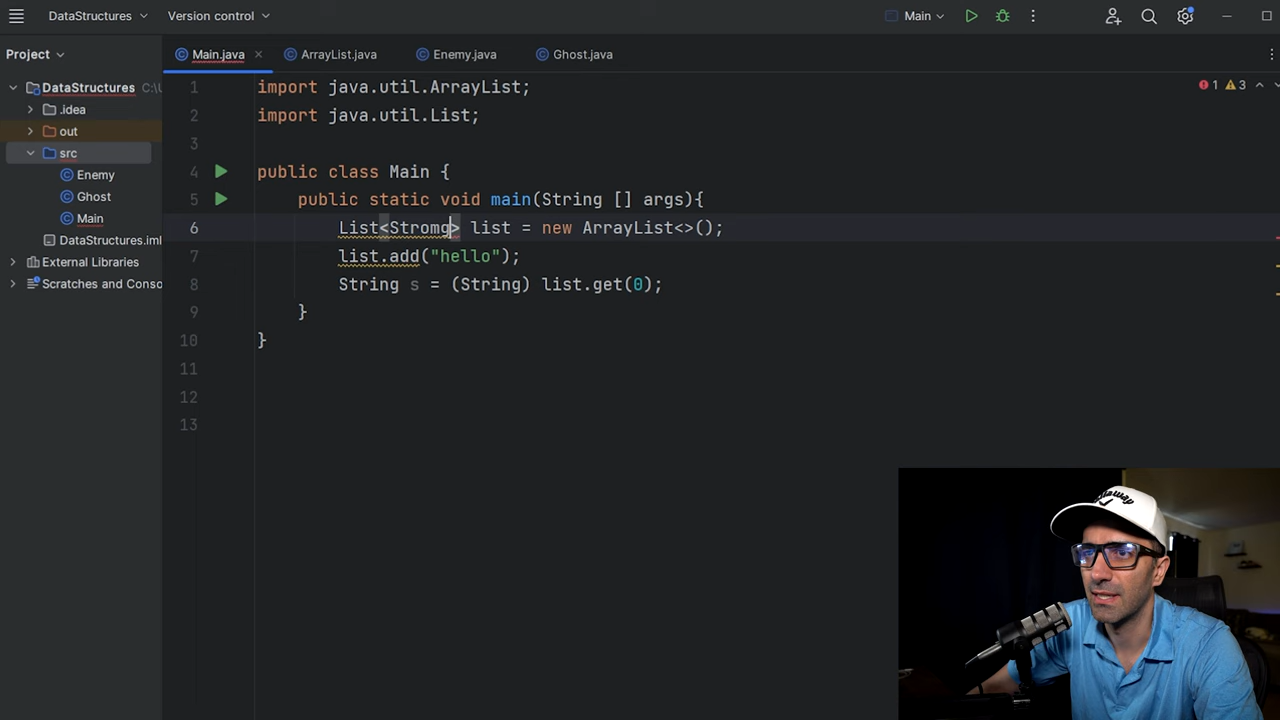 DataStructures Version control Main
Project Main.java ArrayList.java Enemy.java Ghost.java
DataStructures C:\U
.idea
out
src
Enemy
Ghost
Main
DataStructures.iml
External Libraries
Scratches and Conso
1 3
1 import java.util.ArrayList;
2 import java.util.List;
3
4 public class Main {
5 public static void main(String [] args){
6 List<Stromg> list = new ArrayList<>();
7 list.add("hello");
8 String s = (String) list.get(0);
9 }
10 }
11
12
13
Callaway